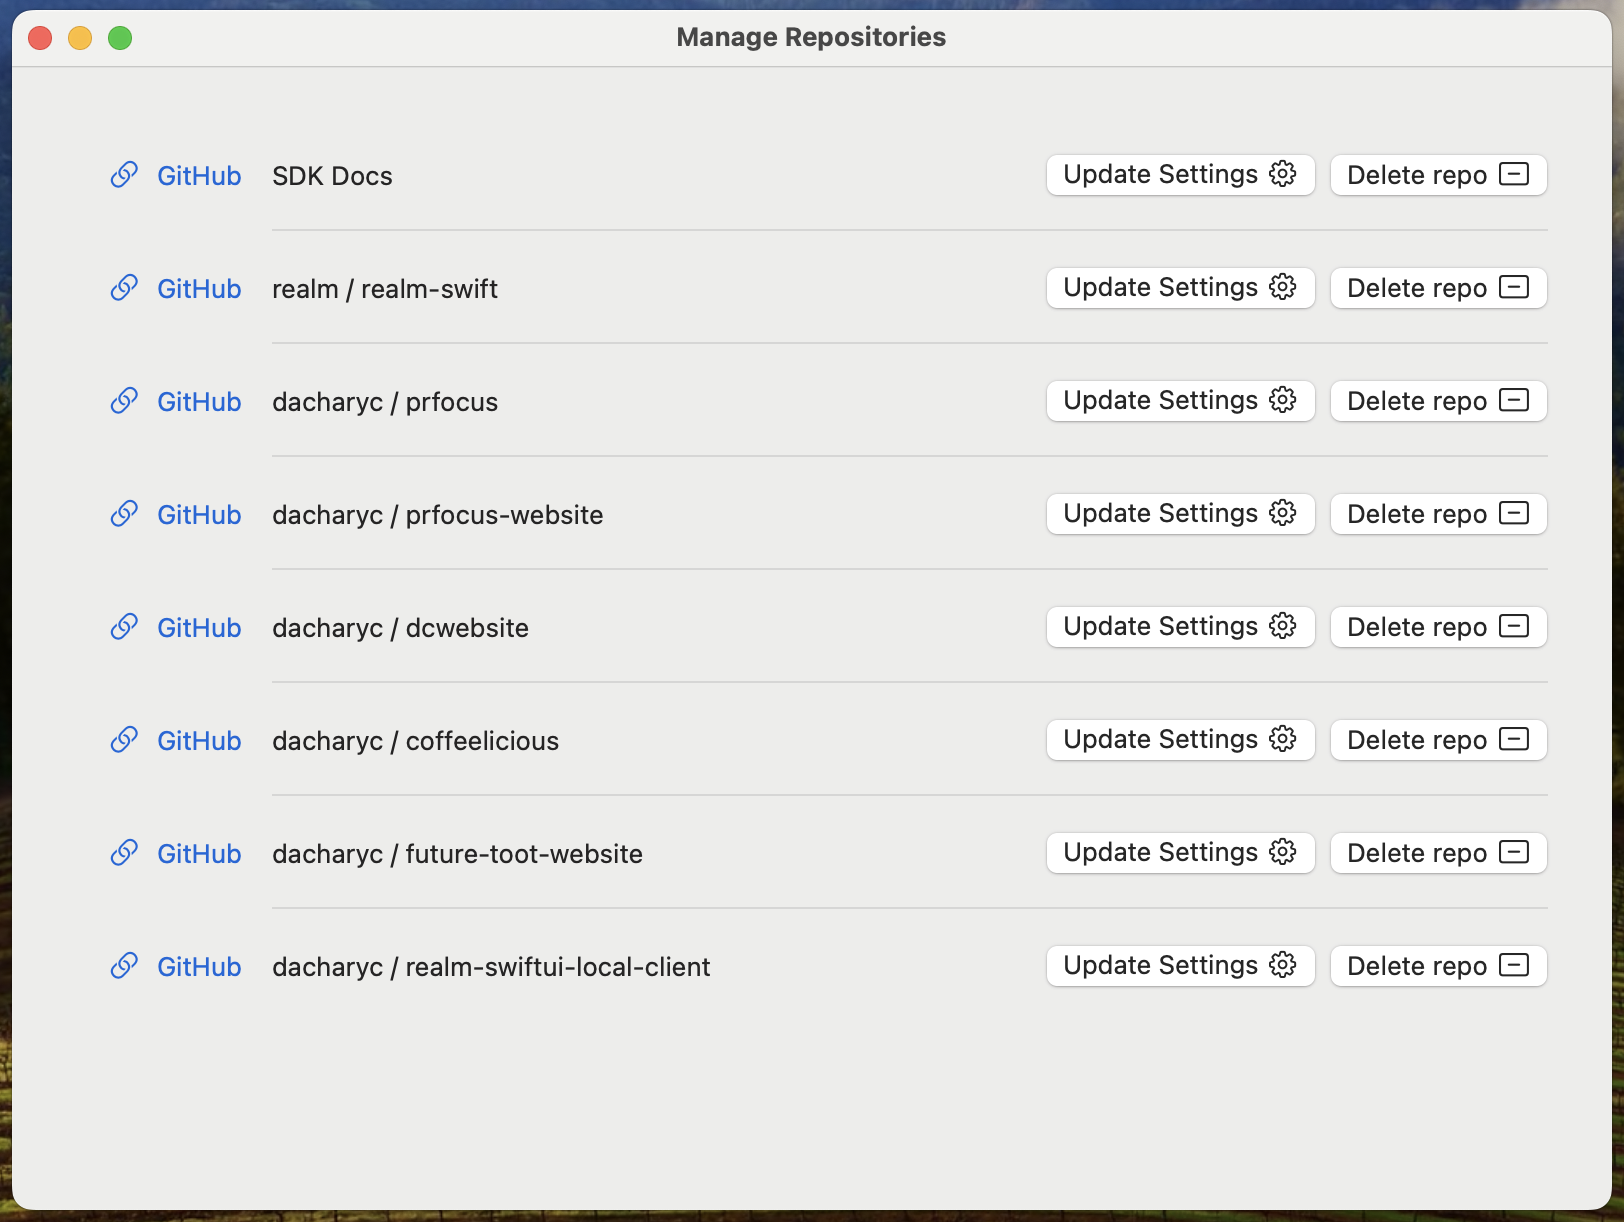 Manage Repositories
GitHub SDK Docs Update Settings Delete repo
GitHub realm / realm-swift Update Settings Delete repo
GitHub dacharyc / prfocus Update Settings Delete repo
GitHub dacharyc / prfocus-website Update Settings Delete repo
GitHub dacharyc / dcwebsite Update Settings Delete repo
GitHub dacharyc / coffeelicious Update Settings Delete repo
GitHub dacharyc / future-toot-website Update Settings Delete repo
GitHub dacharyc / realm-swiftui-local-client Update Settings Delete repo